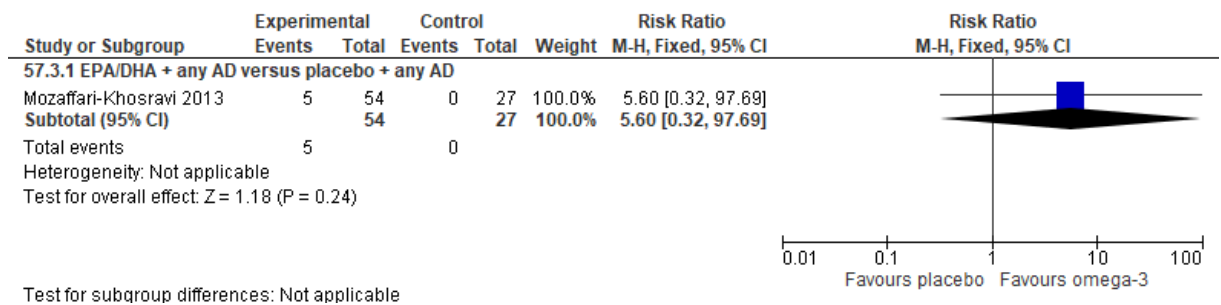 Experimental Control Risk Ratio Risk Ratio
Study or Subgroup Events Total Events Total Weight M-H, Fixed, 95% CI M-H, Fixed, 95% CI
57.3.1 EPA/DHA + any AD versus placebo + any AD
Mozaffari-Khosravi 2013 5 54 0 27 100.0% 5.60 [0.32, 97.69]
Subtotal (95% CI) 54 27 100.0% 5.60 [0.32, 97.69]
Total events 5 0
Heterogeneity: Not applicable
Test for overall effect: Z = 1.18 (P = 0.24)
0.01 0.1 1 10 100
Favours placebo Favours omega-3
Test for subgroup differences: Not applicable